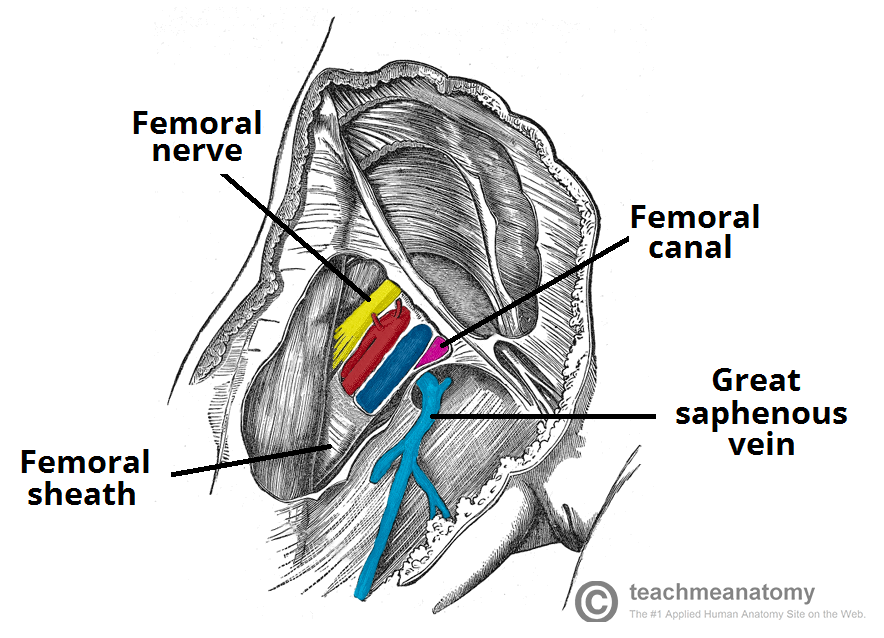 Femoral
nerve
Femoral
canal
Great
saphenous
vein
Femoral
sheath
© teachmeanatomy
The #1 Applied Human Anatomy Site on the Web.